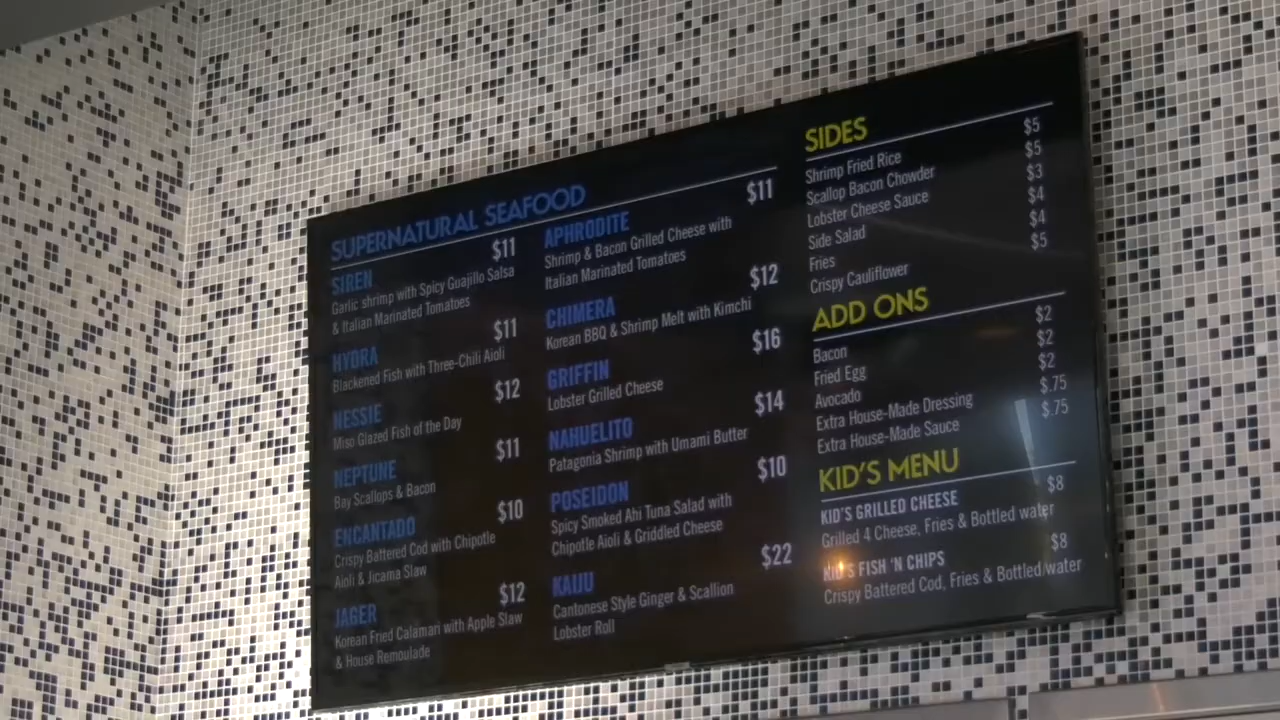 SUPERNATURAL SEAFOOD
SIREN $11
Garlic shrimp with Spicy Guajillo Salsa
& Italian Marinated Tomatoes
HYDRA $11
Blackened Fish with Three-Chili Aioli
NESSIE $12
Miso Glazed Fish of the Day
NEPTUNE $11
Bay Scallops & Bacon
ENCANTADO $10
Crispy Battered Cod with Chipotle
Aioli & Jicama Slaw
JAGER $12
Korean Fried Calamari with Apple Slaw
& House Remoulade
APHRODITE $11
Shrimp & Bacon Grilled Cheese with
Italian Marinated Tomatoes
CHIMERA $12
Korean BBQ & Shrimp Melt with Kimchi
GRIFFIN $16
Lobster Grilled Cheese
NAHUELITO $14
Patagonia Shrimp with Umami Butter
POSEIDON $10
Spicy Smoked Ahi Tuna Salad with
Chipotle Aioli & Griddled Cheese
KAIJU $22
Cantonese Style Ginger & Scallion
Lobster Roll
SIDES
Shrimp Fried Rice $5
Scallop Bacon Chowder $5
Lobster Cheese Sauce $3
Side Salad $4
Fries $4
Crispy Cauliflower $5
ADD ONS
Bacon $2
Fried Egg $2
Avocado $2
Extra House-Made Dressing $.75
Extra House-Made Sauce $.75
KID'S MENU
KID'S GRILLED CHEESE $8
Grilled 4 Cheese, Fries & Bottled water
KID'S FISH 'N CHIPS $8
Crispy Battered Cod, Fries & Bottled water